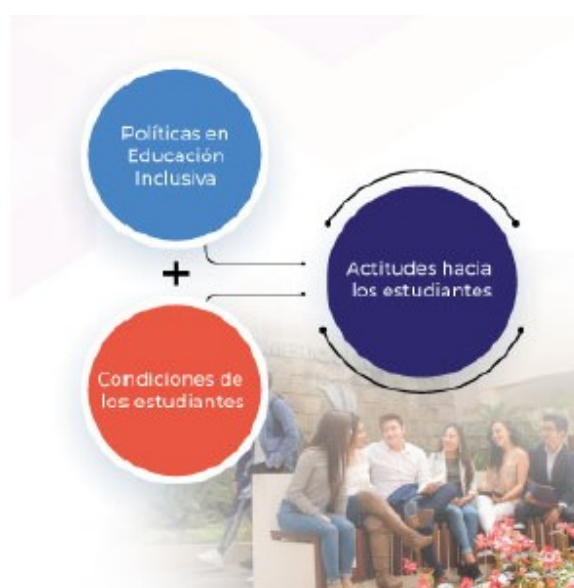 Políticas en
Educación
Inclusiva
+
Condiciones de
los estudiantes
Actitudes hacia
los estudiantes